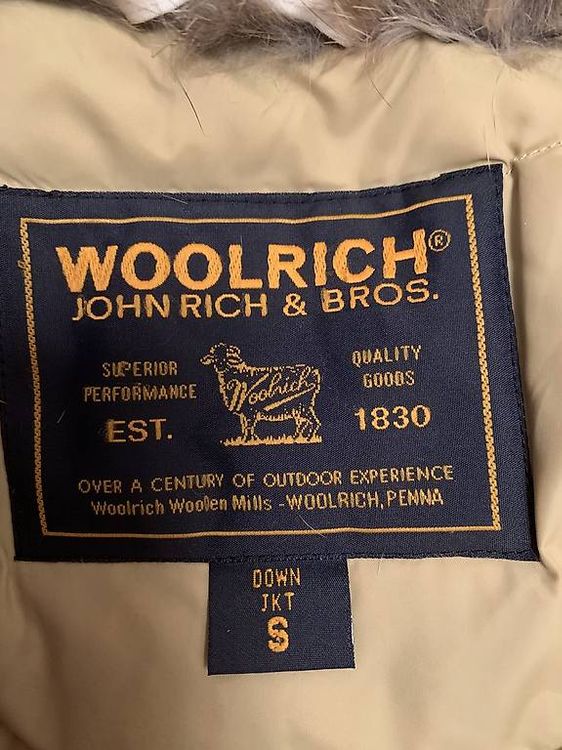 WOOLRICH®
JOHN RICH & BROS.
SUPERIOR
PERFORMANCE
EST.
Woolrich
QUALITY
GOODS
1830
OVER A CENTURY OF OUTDOOR EXPERIENCE
Woolrich Woolen Mills - WOOLRICH, PENNA
DOWN
JKT
S